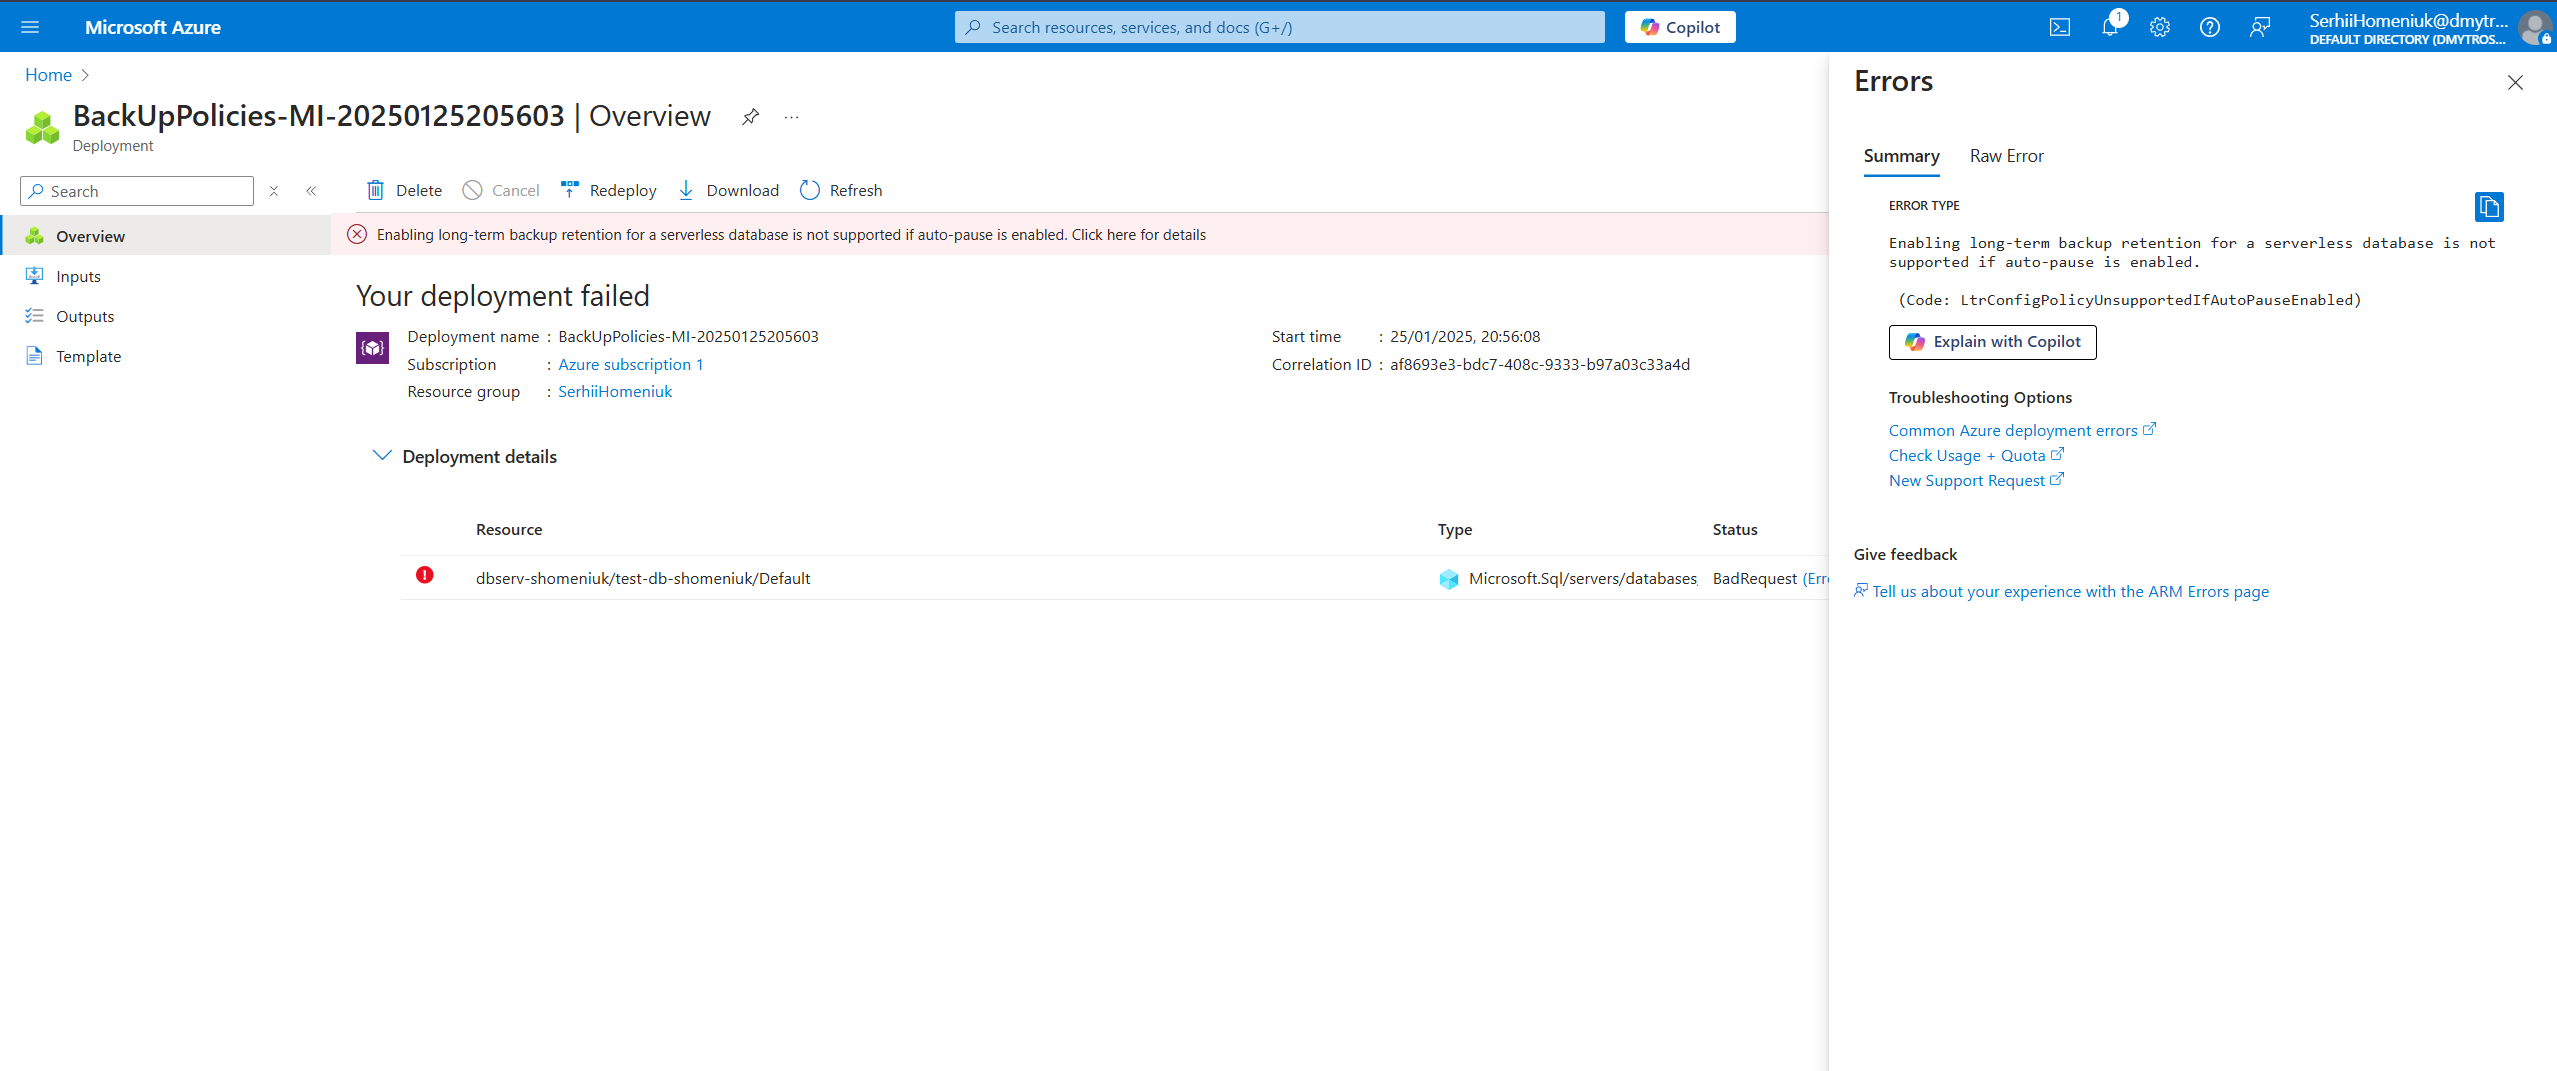 Microsoft Azure
Search resources, services, and docs (G+/)
Copilot
1
SerhiiHomeniuk@dmytr...
DEFAULT DIRECTORY (DMYTROS...
Home
BackUpPolicies-MI-20250125205603 | Overview
...
Deployment
Search
Delete
Cancel
Redeploy
Download
Refresh
Overview
Inputs
Outputs
Template
Enabling long-term backup retention for a serverless database is not supported if auto-pause is enabled. Click here for details
Your deployment failed
Deployment name : BackUpPolicies-MI-20250125205603
Subscription : Azure subscription 1
Resource group : SerhiiHomeniuk
Start time : 25/01/2025, 20:56:08
Correlation ID : af8693e3-bdc7-408c-9333-b97a03c33a4d
Deployment details
Resource Type Status
dbserv-shomeniuk/test-db-shomeniuk/Default Microsoft.Sql/servers/databases BadRequest (Erro
Errors
Summary Raw Error
ERROR TYPE
Enabling long-term backup retention for a serverless database is not
supported if auto-pause is enabled.
(Code: LtrConfigPolicyUnsupportedIfAutoPauseEnabled)
Explain with Copilot
Troubleshooting Options
Common Azure deployment errors
Check Usage + Quota
New Support Request
Give feedback
Tell us about your experience with the ARM Errors page